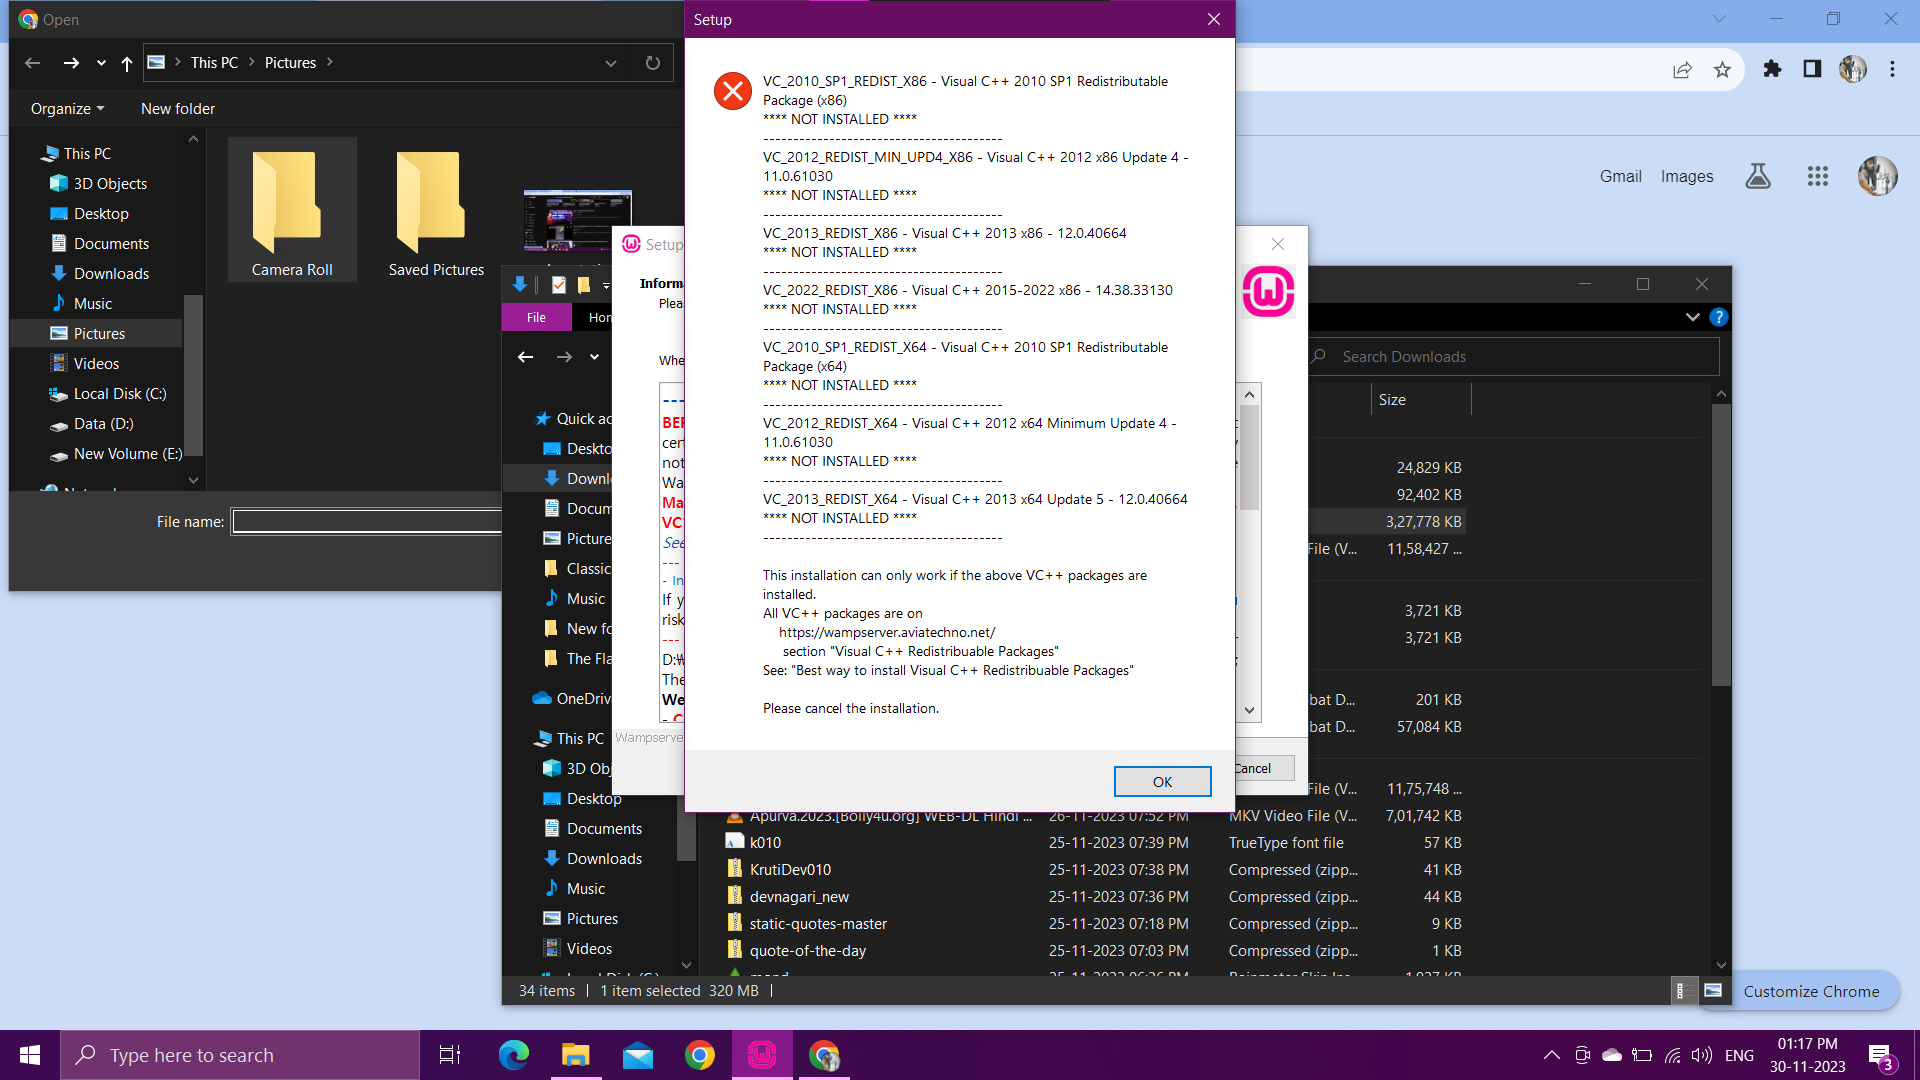 Open
This PC
Pictures
Organize
New folder
This PC
3D Objects
Desktop
Documents
Downloads
Music
Pictures
Videos
Local Disk (C:)
Data (D:)
New Volume (E:)
Camera Roll
Saved Pictures
File name:
Setup
VC_2010_SP1_REDIST_X86 - Visual C++ 2010 SP1 Redistributable
Package (x86)
**** NOT INSTALLED ****
----------------------------------------
VC_2012_REDIST_MIN_UPD4_X86 - Visual C++ 2012 x86 Update 4 -
11.0.61030
**** NOT INSTALLED ****
----------------------------------------
VC_2013_REDIST_X86 - Visual C++ 2013 x86 - 12.0.40664
**** NOT INSTALLED ****
----------------------------------------
VC_2022_REDIST_X86 - Visual C++ 2015-2022 x86 - 14.38.33130
**** NOT INSTALLED ****
----------------------------------------
VC_2010_SP1_REDIST_X64 - Visual C++ 2010 SP1 Redistributable
Package (x64)
**** NOT INSTALLED ****
----------------------------------------
VC_2012_REDIST_X64 - Visual C++ 2012 x64 Minimum Update 4 -
11.0.61030
**** NOT INSTALLED ****
----------------------------------------
VC_2013_REDIST_X64 - Visual C++ 2013 x64 Update 5 - 12.0.40664
**** NOT INSTALLED ****
----------------------------------------
This installation can only work if the above VC++ packages are
installed.
All VC++ packages are on
https://wampserver.aviatechno.net/
section "Visual C++ Redistribuable Packages"
See: "Best way to install Visual C++ Redistribuable Packages"
Please cancel the installation.
OK
Setup
Informa
Plea
Whe
BEF
cert
not
Wa
Ma
VC
See
---
- In
If y
risk
---
D:\
The
We
- C
Wampserve
Cancel
Gmail
Images
File
Hon
Search Downloads
Quick ac
Deskto
Downl
Docum
Picture
Classic
Music
New fo
The Fla
OneDriv
This PC
3D Obj
Desktop
Documents
Downloads
Music
Pictures
Videos
Size
24,829 KB
92,402 KB
3,27,778 KB
File (V... 11,58,427 ...
3,721 KB
3,721 KB
bat D... 201 KB
bat D... 57,084 KB
File (V... 11,75,748 ...
Apurva.2023.[Bolly4u.org] WEB-DL Hindi ... 26-11-2023 07:52 PM MKV Video File (V... 7,01,742 KB
k010 25-11-2023 07:39 PM TrueType font file 57 KB
KrutiDev010 25-11-2023 07:38 PM Compressed (zipp... 41 KB
devnagari_new 25-11-2023 07:36 PM Compressed (zipp... 44 KB
static-quotes-master 25-11-2023 07:18 PM Compressed (zipp... 9 KB
quote-of-the-day 25-11-2023 07:03 PM Compressed (zipp... 1 KB
34 items
1 item selected 320 MB
Customize Chrome
Type here to search
ENG
01:17 PM
30-11-2023
3